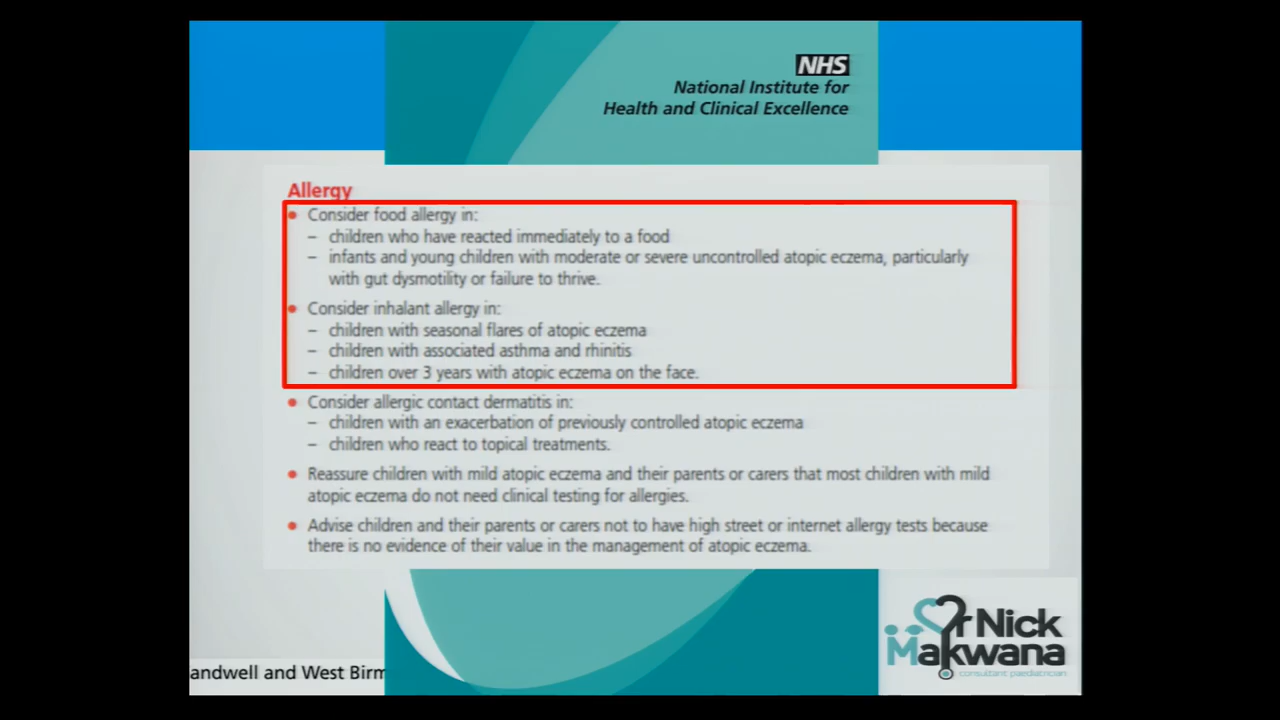 NHS
National Institute for
Health and Clinical Excellence
Allergy
• Consider food allergy in:
– children who have reacted immediately to a food
– infants and young children with moderate or severe uncontrolled atopic eczema, particularly
with gut dysmotility or failure to thrive.
• Consider inhalant allergy in:
– children with seasonal flares of atopic eczema
– children with associated asthma and rhinitis
– children over 3 years with atopic eczema on the face.
• Consider allergic contact dermatitis in:
– children with an exacerbation of previously controlled atopic eczema
– children who react to topical treatments.
• Reassure children with mild atopic eczema and their parents or carers that most children with mild
atopic eczema do not need clinical testing for allergies.
• Advise children and their parents or carers not to have high street or internet allergy tests because
there is no evidence of their value in the management of atopic eczema.
andwell and West Birm
Dr Nick
Makwana
consultant paediatrician